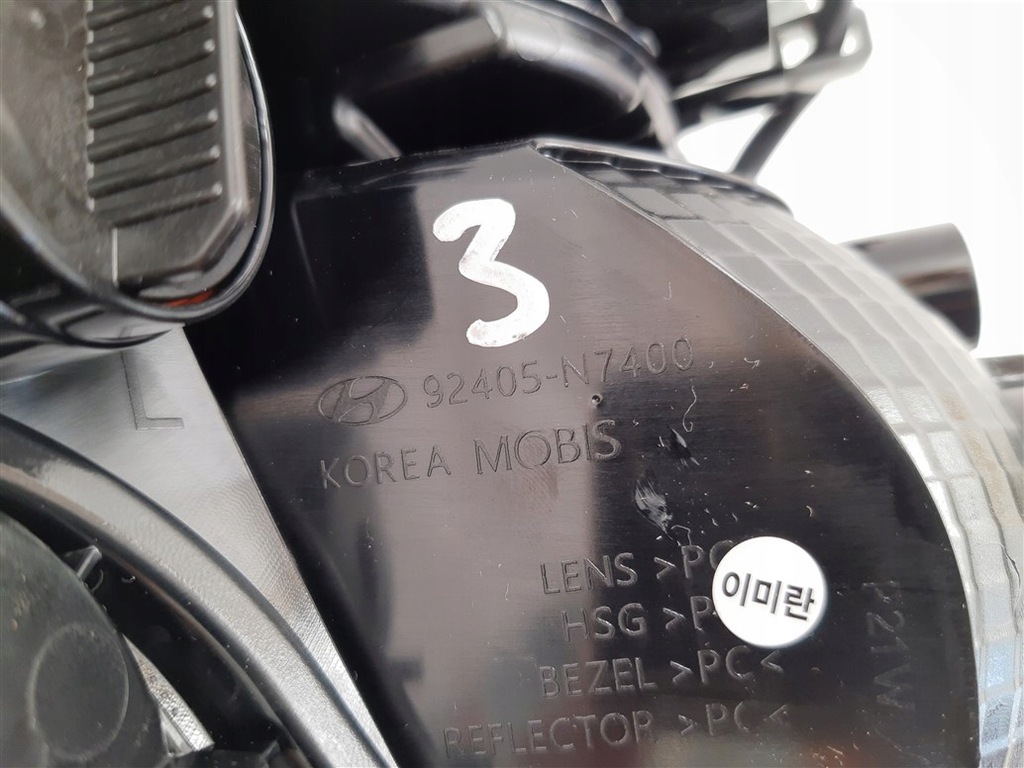 3
L
92405-N7400
KOREA MOBIS
LENS >PC
HSG >P
이미란
BEZEL >PC<
REFLECTOR >PC<
P21W